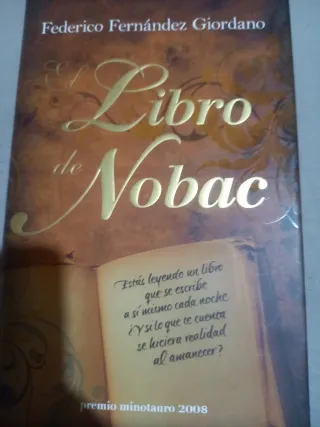 Federico Fernández Giordano
El
Libro
de
Nobac
Estás leyendo un libro
que se escribe
a sí mismo cada noche
¿Y si lo que te cuenta
se hiciera realidad
al amanecer?
premio minotauro 2008